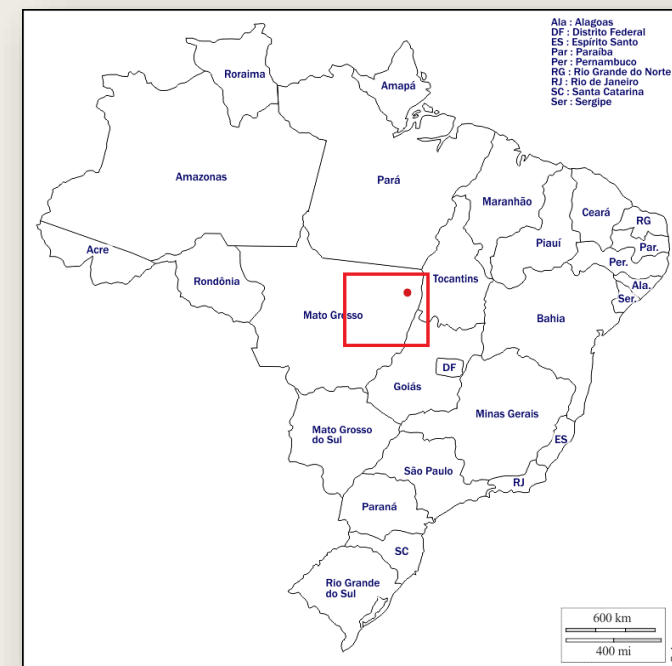 Ala : Alagoas
DF : Distrito Federal
ES : Espírito Santo
Par : Paraíba
Per : Pernambuco
RG : Rio Grande do Norte
RJ : Rio de Janeiro
SC : Santa Catarina
Ser : Sergipe
Roraima
Amapá
Amazonas
Pará
Maranhão
Ceará
RG
Piauí
Par.
Acre
Per.
Rondônia
Tocantins
Ala.
Ser.
Mato Grosso
Bahia
DF
Goiás
Minas Gerais
Mato Grosso
do Sul
ES
São Paulo
RJ
Paraná
SC
Rio Grande
do Sul
600 km
400 mi